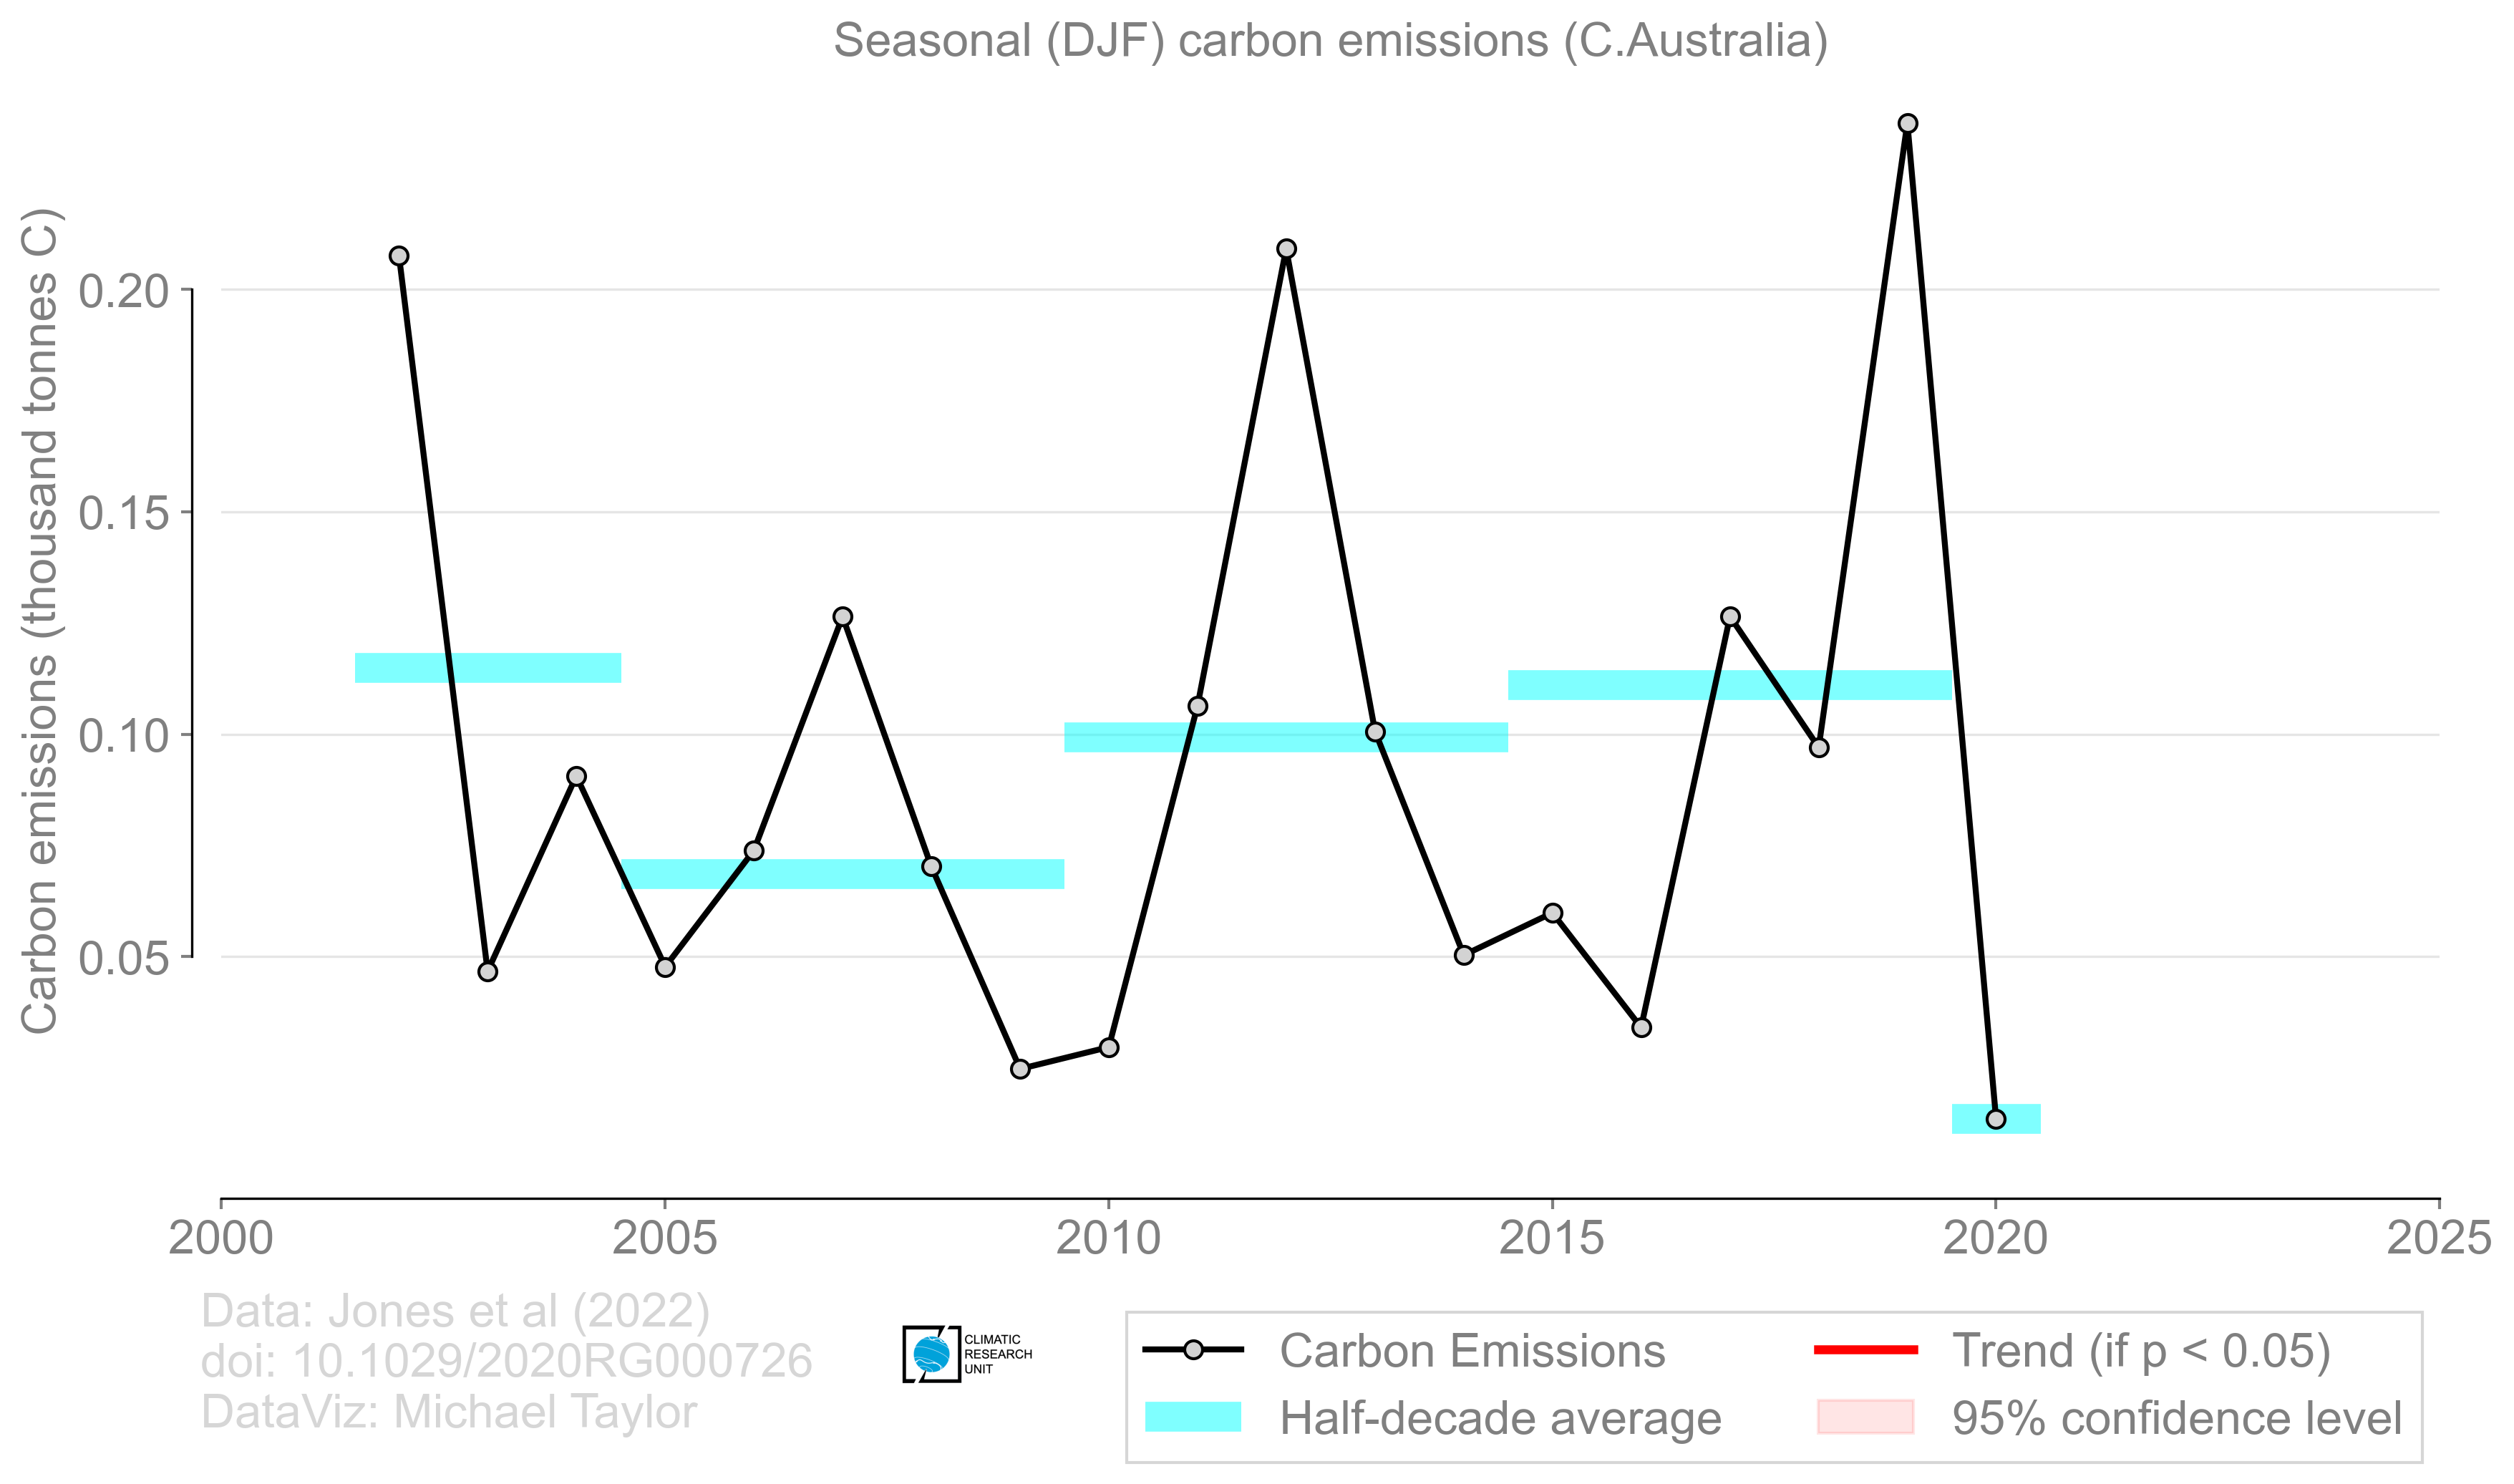 Seasonal (DJF) carbon emissions (C.Australia)
Carbon emissions (thousand tonnes C)
0.20
0.15
0.10
0.05
2000 2005 2010 2015 2020 2025
Data: Jones et al (2022)
doi: 10.1029/2020RG000726
DataViz: Michael Taylor
CLIMATIC
RESEARCH
UNIT
Carbon Emissions
Half-decade average
Trend (if p < 0.05)
95% confidence level